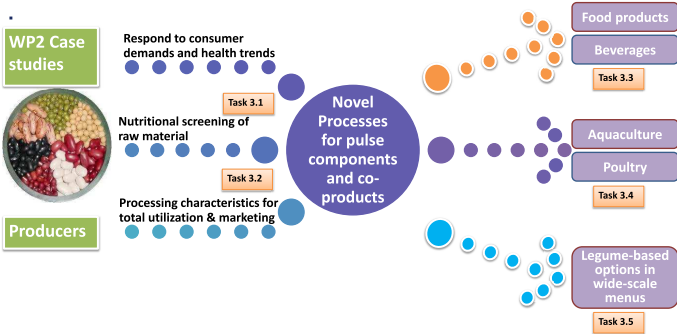 WP2 Case
studies
Producers
Respond to consumer
demands and health trends
Task 3.1
Nutritional screening of
raw material
Task 3.2
Processing characteristics for
total utilization & marketing
Novel
Processes
for pulse
components
and co-
products
Food products
Beverages
Task 3.3
Aquaculture
Poultry
Task 3.4
Legume-based
options in
wide-scale
menus
Task 3.5